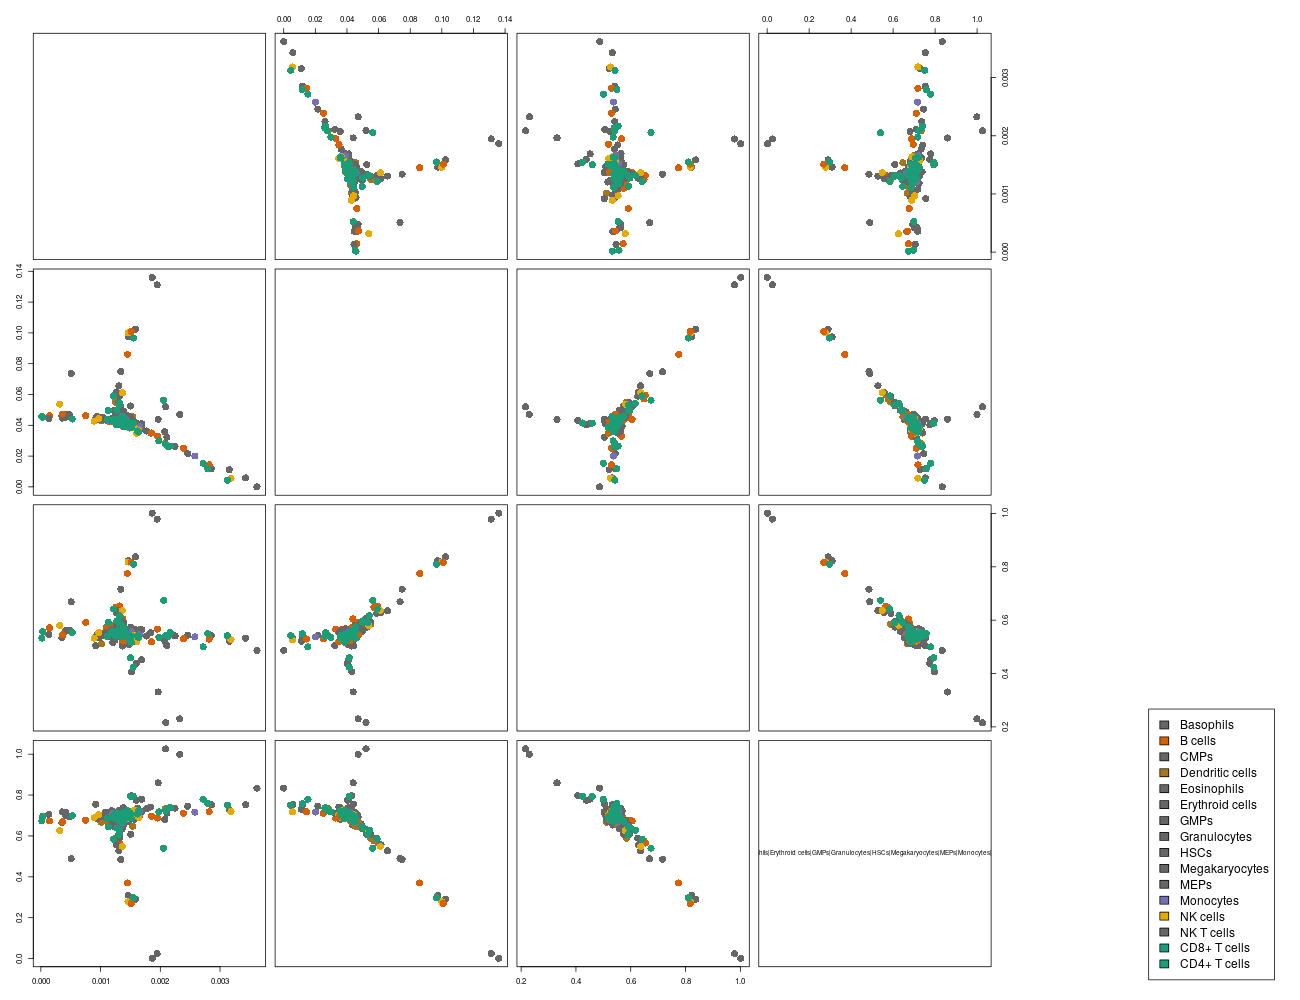 0.00 0.02 0.04 0.06 0.08 0.10 0.12 0.14
0.0 0.2 0.4 0.6 0.8 1.0
0.003
0.002
0.001
0.000
0.14
0.12
0.10
0.08
0.06
0.04
0.02
0.00
1.0
0.8
0.6
0.4
0.2
1.0
0.8
0.6
0.4
0.2
0.0
hils|Erythroid cells|GMPs|Granulocytes|HSCs|Megakaryocytes|MEPs|Monocytes|
0.000 0.001 0.002 0.003
0.2 0.4 0.6 0.8 1.0
Basophils
B cells
CMPs
Dendritic cells
Eosinophils
Erythroid cells
GMPs
Granulocytes
HSCs
Megakaryocytes
MEPs
Monocytes
NK cells
NK T cells
CD8+ T cells
CD4+ T cells